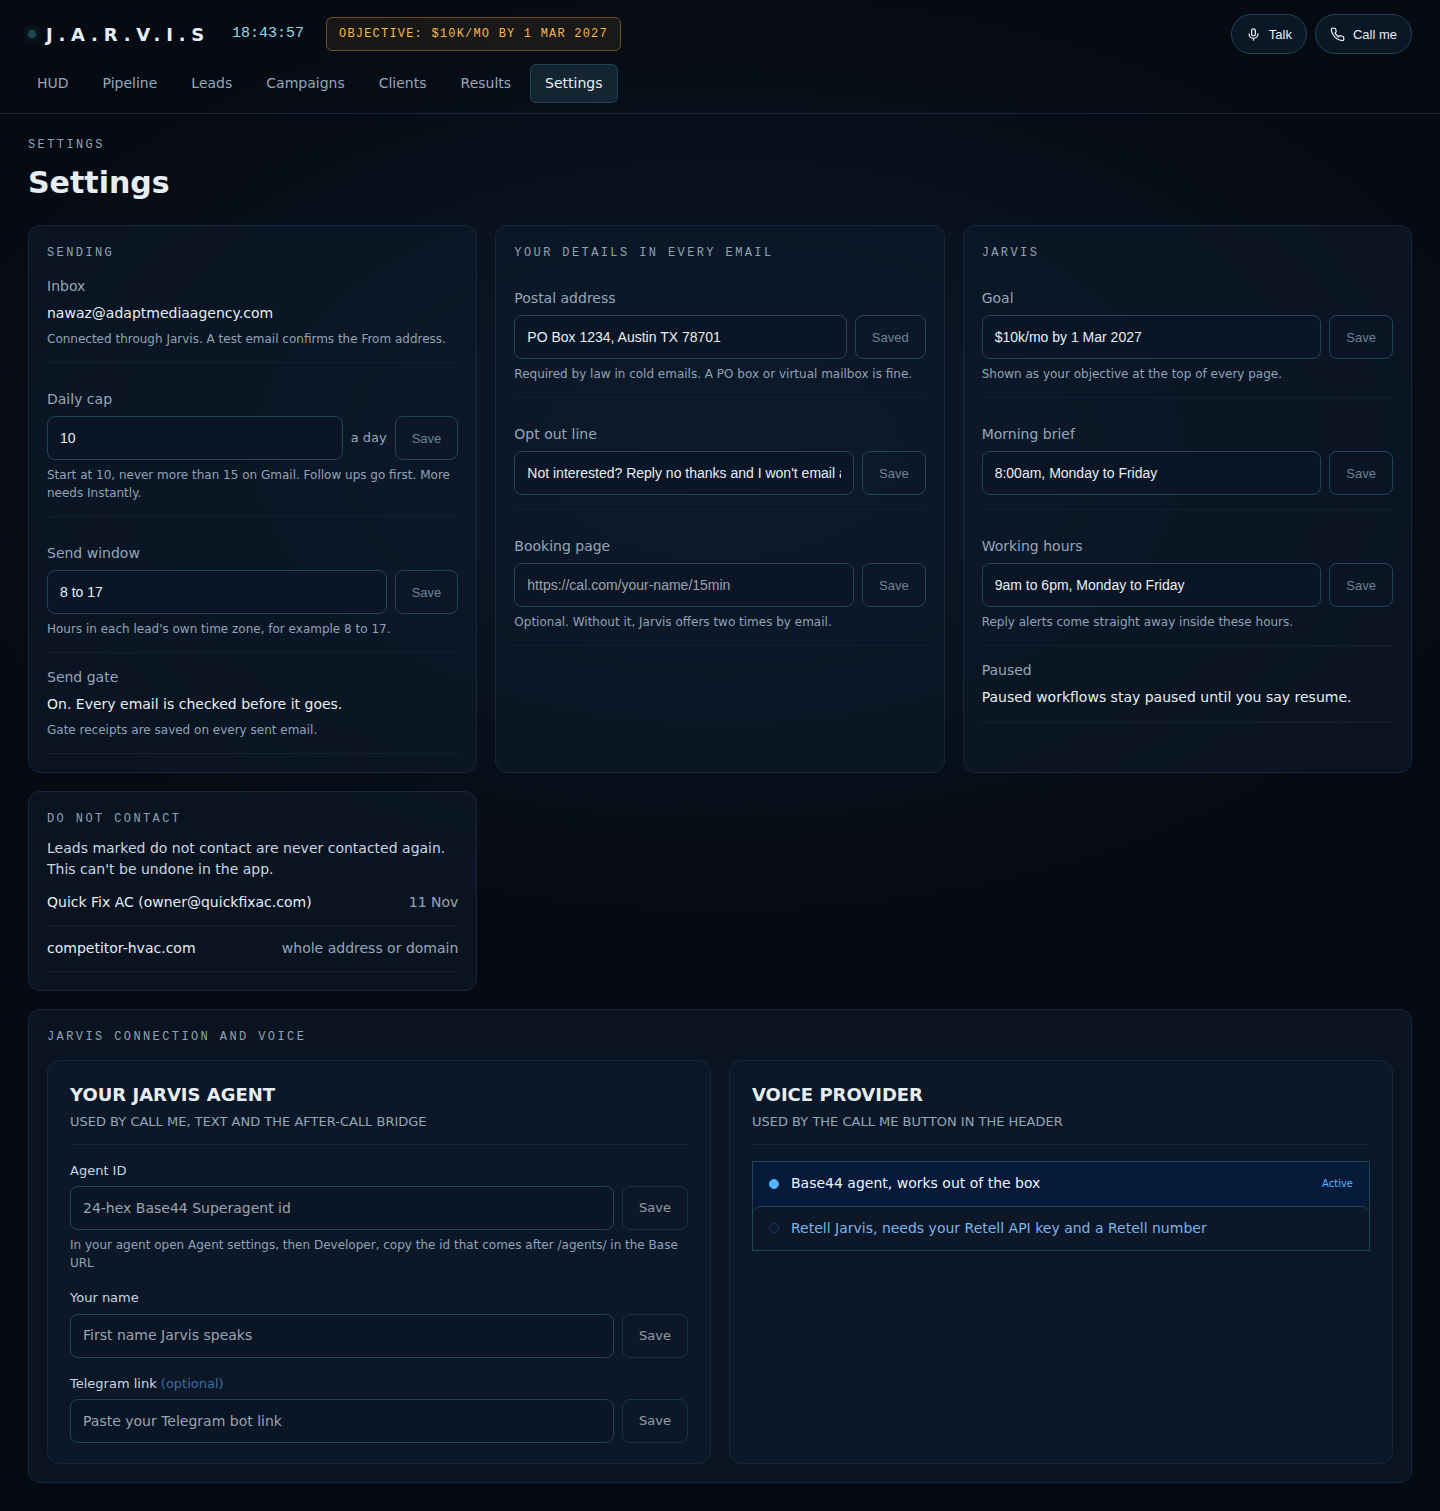 J.A.R.V.I.S
18:43:57
OBJECTIVE: $10K/MO BY 1 MAR 2027
Talk
Call me
HUD
Pipeline
Leads
Campaigns
Clients
Results
Settings
SETTINGS
Settings
SENDING
Inbox
nawaz@adaptmediaagency.com
Connected through Jarvis. A test email confirms the From address.
Daily cap
10
a day
Save
Start at 10, never more than 15 on Gmail. Follow ups go first. More
needs Instantly.
Send window
8 to 17
Save
Hours in each lead's own time zone, for example 8 to 17.
Send gate
On. Every email is checked before it goes.
Gate receipts are saved on every sent email.
YOUR DETAILS IN EVERY EMAIL
Postal address
PO Box 1234, Austin TX 78701
Saved
Required by law in cold emails. A PO box or virtual mailbox is fine.
Opt out line
Not interested? Reply no thanks and I won't email
Save
Booking page
https://cal.com/your-name/15min
Save
Optional. Without it, Jarvis offers two times by email.
JARVIS
Goal
$10k/mo by 1 Mar 2027
Save
Shown as your objective at the top of every page.
Morning brief
8:00am, Monday to Friday
Save
Working hours
9am to 6pm, Monday to Friday
Save
Reply alerts come straight away inside these hours.
Paused
Paused workflows stay paused until you say resume.
DO NOT CONTACT
Leads marked do not contact are never contacted again.
This can't be undone in the app.
Quick Fix AC (owner@quickfixac.com)
11 Nov
competitor-hvac.com
whole address or domain
JARVIS CONNECTION AND VOICE
YOUR JARVIS AGENT
USED BY CALL ME, TEXT AND THE AFTER-CALL BRIDGE
Agent ID
24-hex Base44 Superagent id
Save
In your agent open Agent settings, then Developer, copy the id that comes after /agents/ in the Base
URL
Your name
First name Jarvis speaks
Save
Telegram link (optional)
Paste your Telegram bot link
Save
VOICE PROVIDER
USED BY THE CALL ME BUTTON IN THE HEADER
Base44 agent, works out of the box
Active
Retell Jarvis, needs your Retell API key and a Retell number